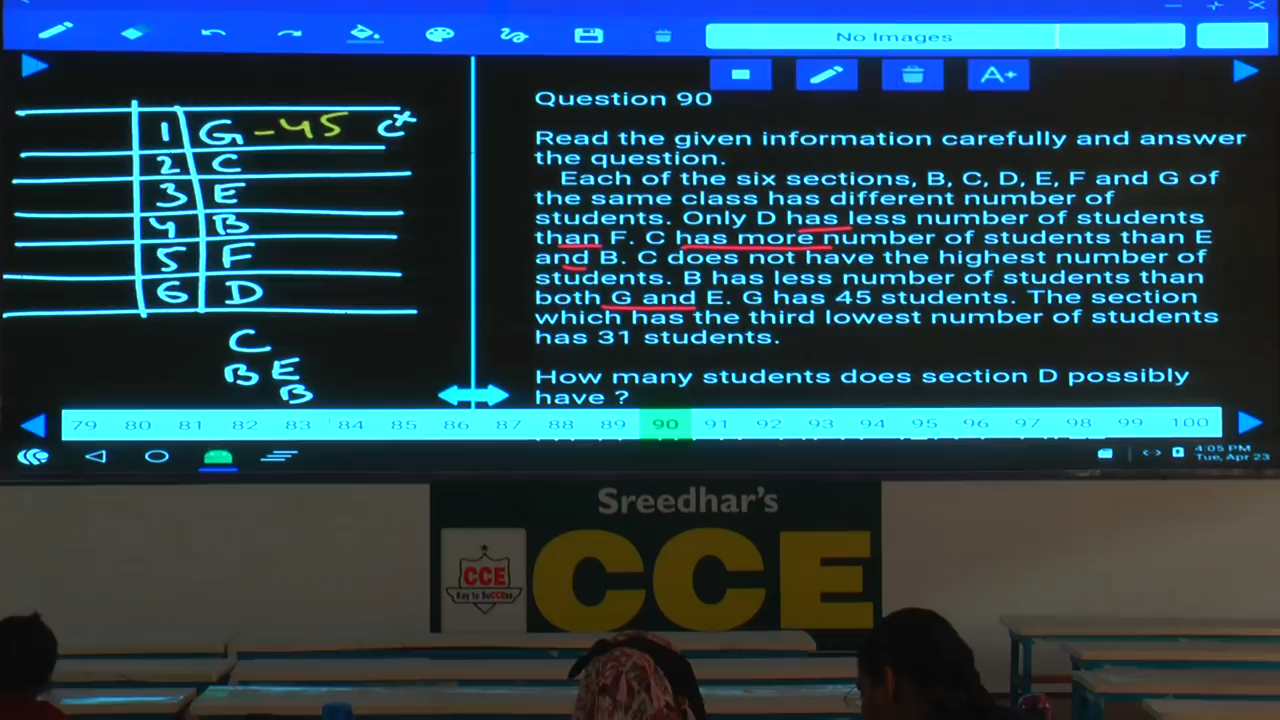 No Images
A+
1 G - 45 C*
2 C
3 E
4 B
5 F
6 D
C
B E
B
Question 90
Read the given information carefully and answer
the question.
Each of the six sections, B, C, D, E, F and G of
the same class has different number of
students. Only D has less number of students
than F. C has more number of students than E
and B. C does not have the highest number of
students. B has less number of students than
both G and E. G has 45 students. The section
which has the third lowest number of students
has 31 students.
How many students does section D possibly
have ?
79 80 81 82 83 84 85 86 87 88 89 90 91 92 93 94 95 96 97 98 99 100
4:05 PM
Tue, Apr 23
Sreedhar's
CCE
CCE
Key to SuCCEss